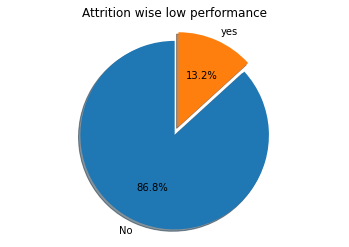 Attrition wise low performance
yes
13.2%
86.8%
No